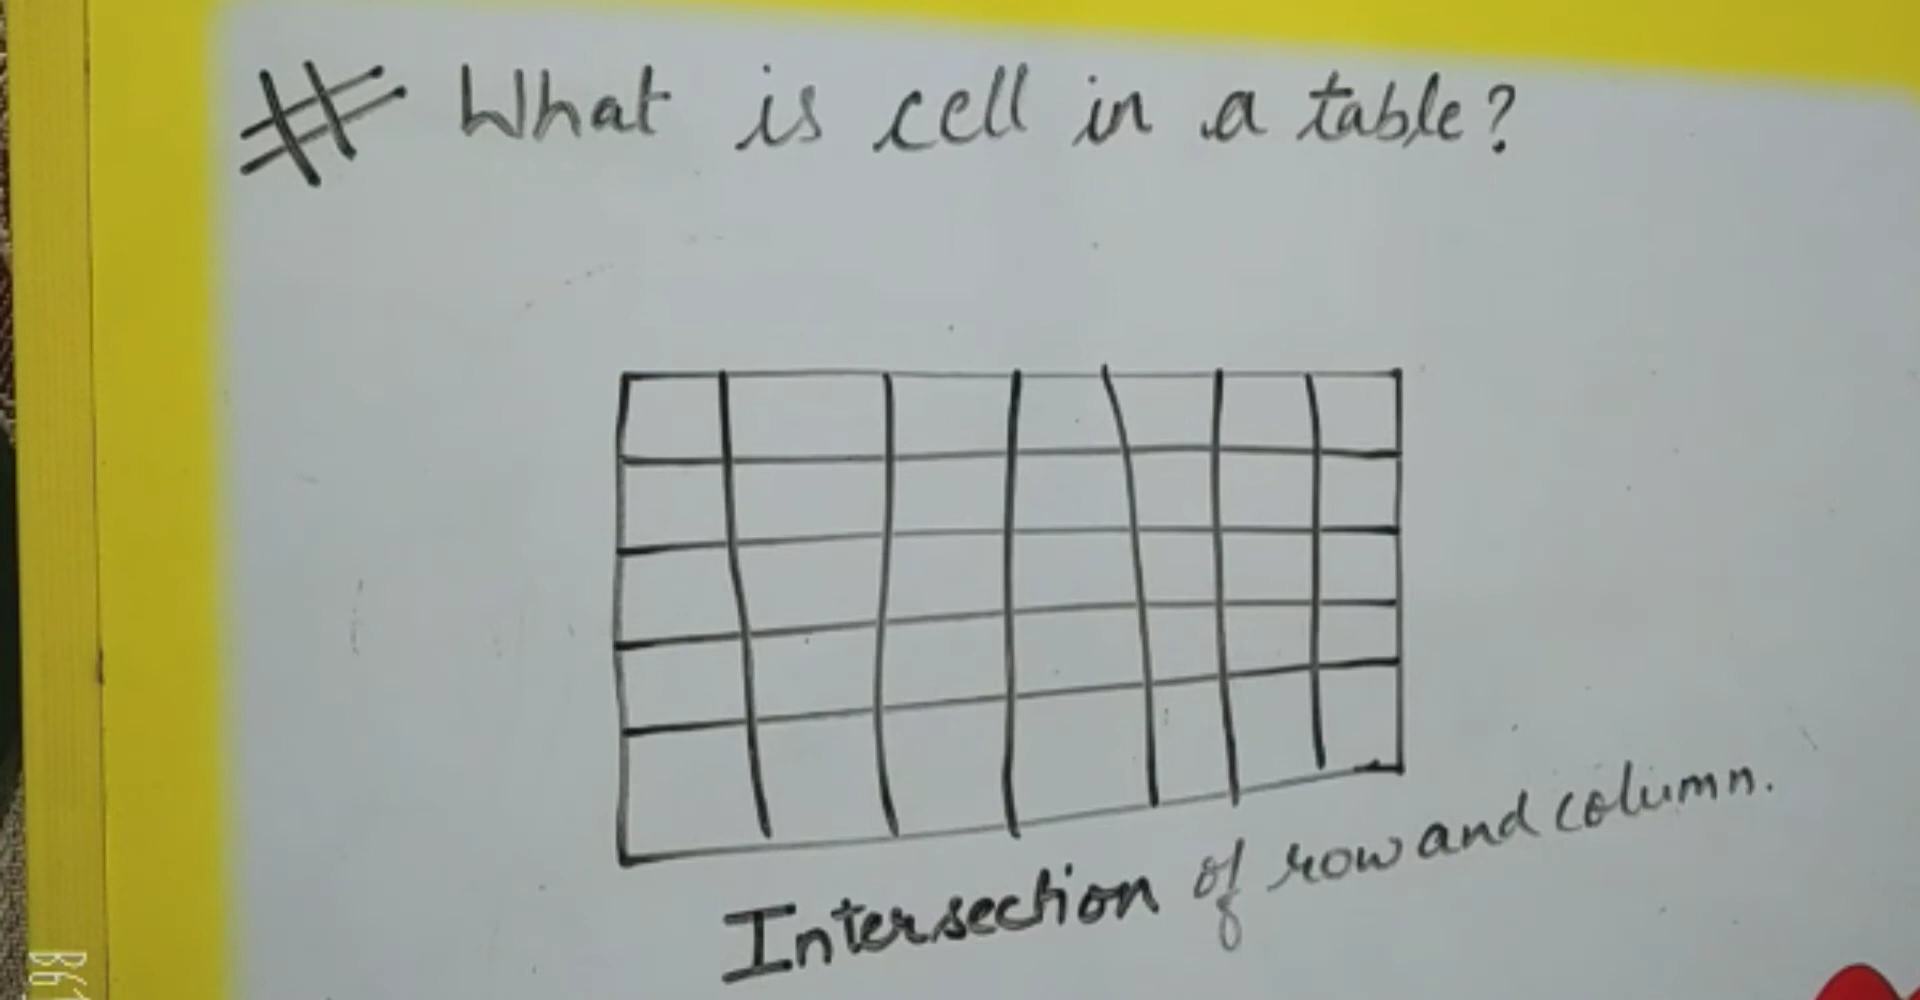 # What is cell in a table?
Intersection of row and column.